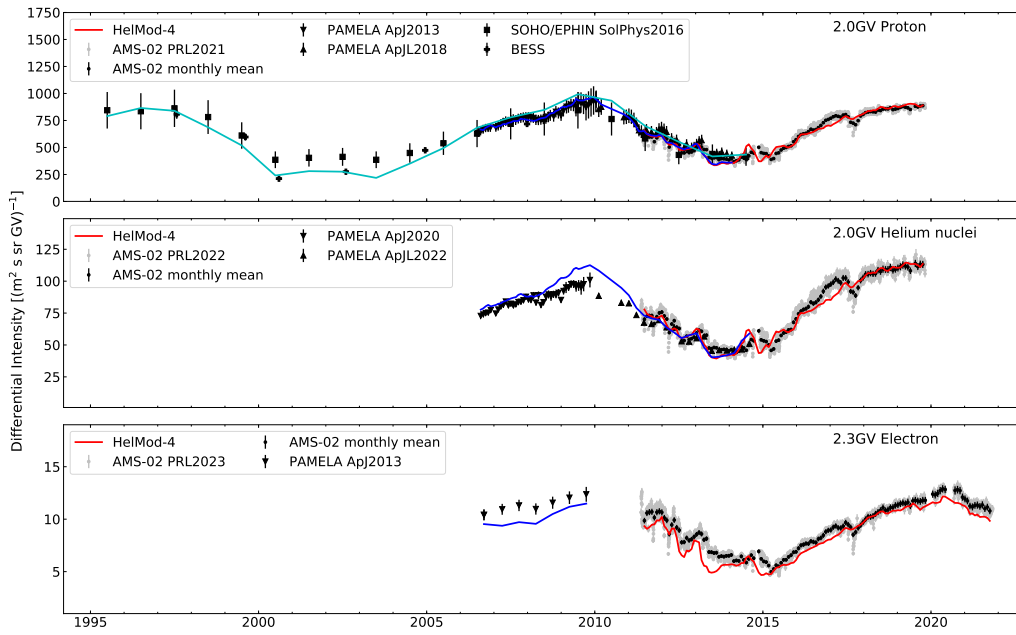 Differential Intensity [(m² s sr GV)⁻¹]
1750
1500
1250
1000
750
500
250
0
HelMod-4
AMS-02 PRL2021
AMS-02 monthly mean
PAMELA ApJ2013
PAMELA ApJL2018
SOHO/EPHIN SolPhys2016
BESS
2.0GV Proton
125
100
75
50
25
HelMod-4
AMS-02 PRL2022
AMS-02 monthly mean
PAMELA ApJ2020
PAMELA ApJL2022
2.0GV Helium nuclei
15
10
5
HelMod-4
AMS-02 PRL2023
AMS-02 monthly mean
PAMELA ApJ2013
2.3GV Electron
1995 2000 2005 2010 2015 2020